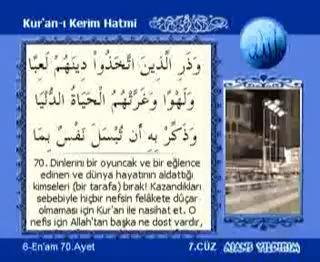 Kur'an-ı Kerim Hatmi
وَذَرِ الَّذِينَ اتَّخَذُوا دِينَهُمْ لَعِبًا
وَلَهْوًا وَغَرَّتْهُمُ الْحَيَاةُ الدُّنْيَا
وَذَكِّرْ بِهِ أَنْ تُبْسَلَ نَفْسٌ بِمَا
70. Dinlerini bir oyuncak ve bir eğlence
edinen ve dünya hayatının aldattığı
kimseleri (bir tarafa) bırak! Kazandıkları
sebebiyle hiçbir nefsin felâkete dûçar
olmaması için Kur'an ile nasihat et. O
nefis için Allah'tan başka ne dost vardır,
6-En'am 70.Ayet
7.CÜZ